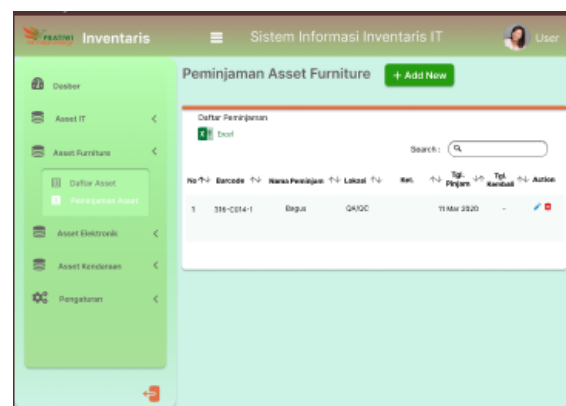 PRATIWI Inventaris
Sistem Informasi Inventaris IT
User
Dasbor
Asset IT
Asset Furniture
Daftar Asset
Peminjaman Asset
Asset Elektronik
Asset Kendaraan
Pengaturan
Peminjaman Asset Furniture
+ Add New
Daftar Peminjaman
Excel
Search :
No Barcode Nama Peminjam Lokasi Ket. Tgl. Pinjam Tgl. Kembali Action
1 316-C014-1 Bagus QA/QC 11 Mar 2020 -